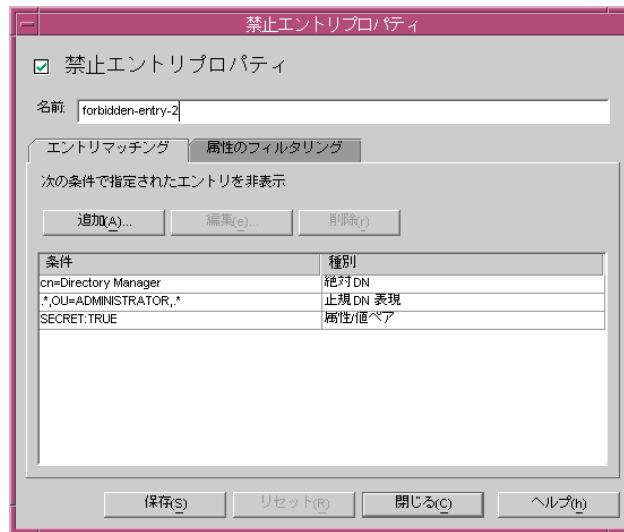 禁止エントリプロパティ
禁止エントリプロパティ
名前: forbidden-entry-2
エントリマッチング 属性のフィルタリング
次の条件で指定されたエントリを非表示
追加(A)... 編集(e)... 削除(r)
条件 種別
cn=Directory Manager 絶対 DN
.*,OU=ADMINISTRATOR,.* 正規 DN 表現
SECRET:TRUE 属性/値ペア
保存(S) リセット(R) 閉じる(C) ヘルプ(h)